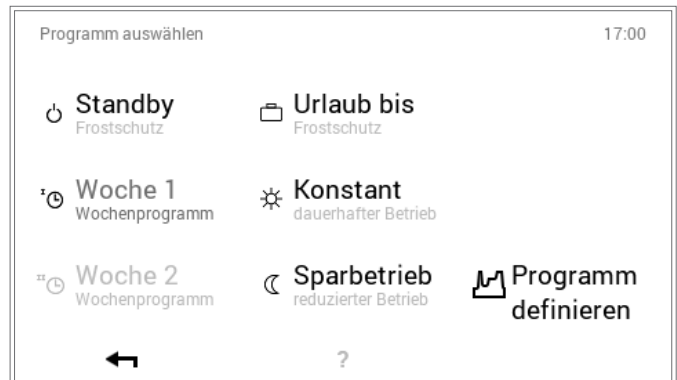 Programm auswählen 17:00
Standby
Frostschutz
Urlaub bis
Frostschutz
I Woche 1
Wochenprogramm
Konstant
dauerhafter Betrieb
II Woche 2
Wochenprogramm
Sparbetrieb
reduzierter Betrieb
Programm
definieren
?